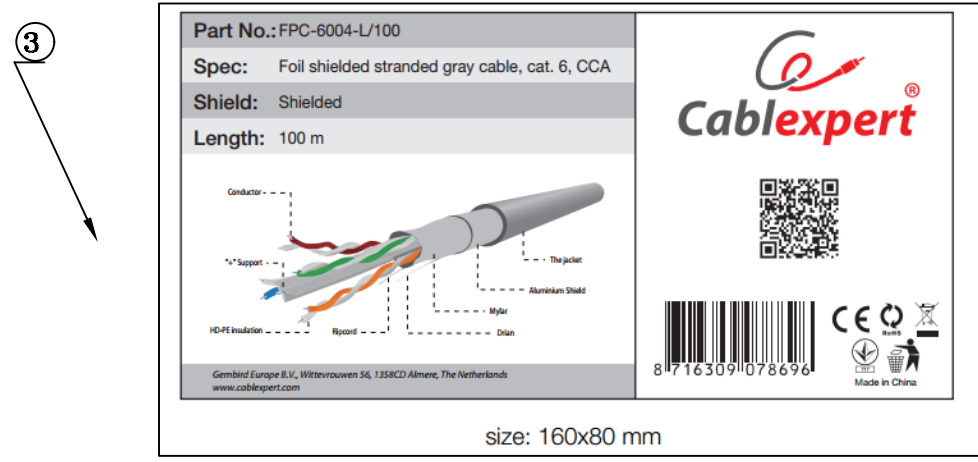 3
Part No.: FPC-6004-L/100
Spec: Foil shielded stranded gray cable, cat. 6, CCA
Shield: Shielded
Length: 100 m
Conductor
"+" Support
HD-PE insulation
Ripcord
Drian
Mylar
Aluminium Shield
The jacket
Gembird Europe B.V., Wittevrouwen 56, 1358CD Almere, The Netherlands
www.cablexpert.com
Cablexpert®
8 716309 078696
CE
RoHS
Made in China
size: 160x80 mm